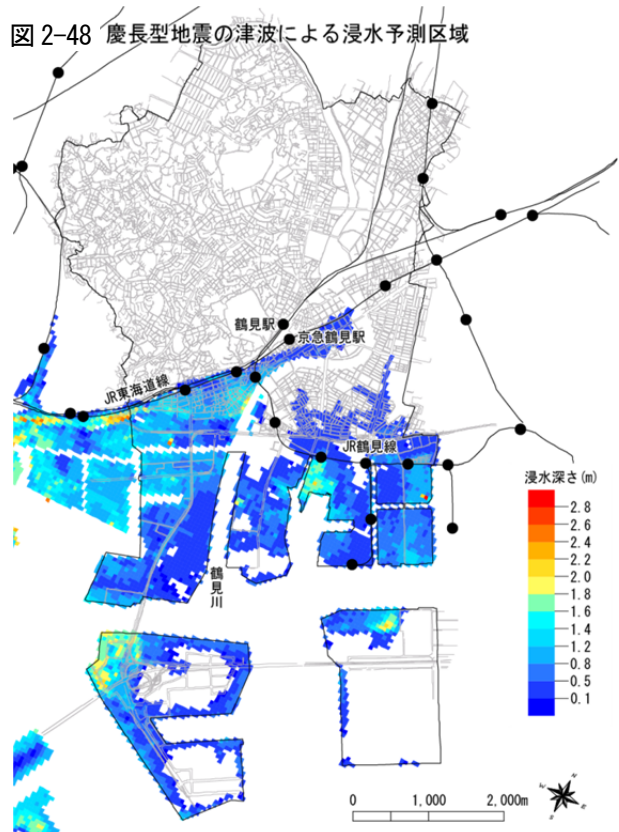 図 2-48 慶長型地震の津波による浸水予測区域
鶴見駅
京急鶴見駅
JR東海道線
JR鶴見線
鶴見川
浸水深さ(m)
2.8
2.6
2.4
2.2
2.0
1.8
1.6
1.4
1.2
0.8
0.5
0.1
0 1,000 2,000m
N
W
E
S